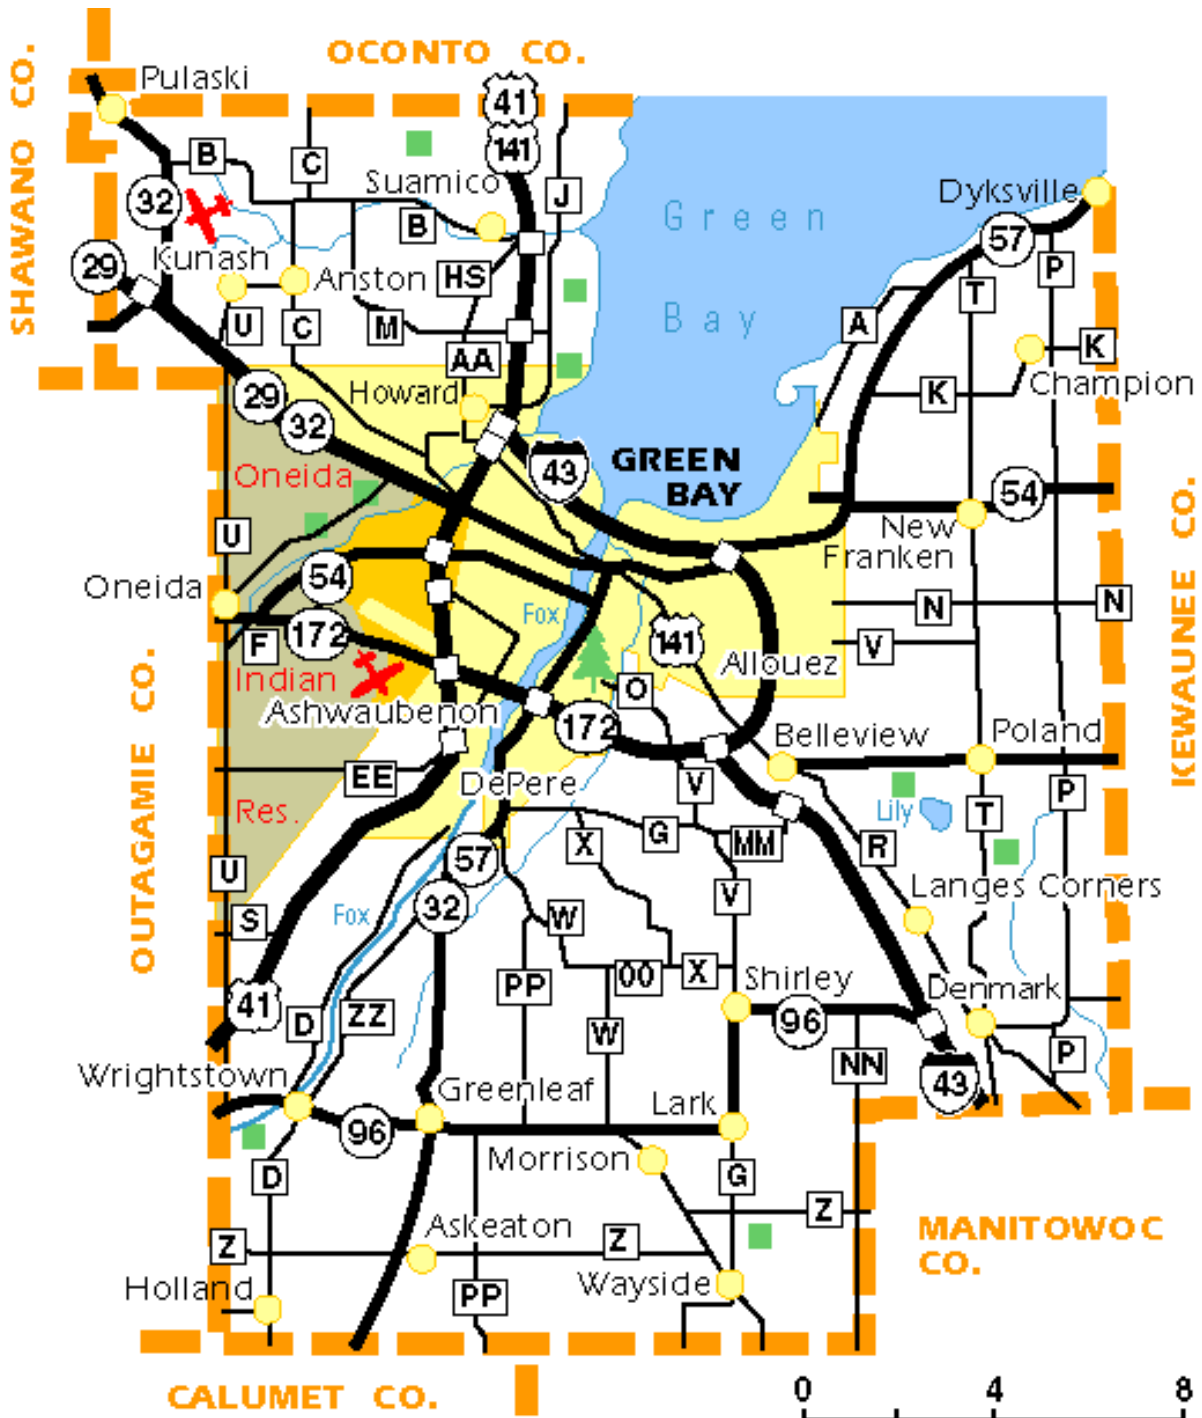 OCONTO CO.
SHAWANO CO.
Pulaski
41
141
B
C
J
Suamico
32
B
Green
Dyksville
57
P
29
Kunash
Anston
HS
T
U
C
M
Bay
A
K
AA
Champion
Howard
K
29
32
GREEN
BAY
43
Oneida
54
New
Franken
KEWAUNEE CO.
U
54
Oneida
Fox
N
N
172
F
141
V
Allouez
Indian
O
Ashwaubenon
172
Belleview
Poland
EE
DePere
V
P
Res.
Lily
T
OUTAGAMIE CO.
X
G
MM
R
57
U
V
Langes Corners
32
S
Fox
W
PP
OO
X
Shirley
Denmark
41
D
ZZ
W
96
NN
P
Wrightstown
Greenleaf
Lark
43
96
Morrison
D
G
Z
Askeaton
MANITOWOC
CO.
Z
Z
Holland
PP
Wayside
CALUMET CO.
0 4 8